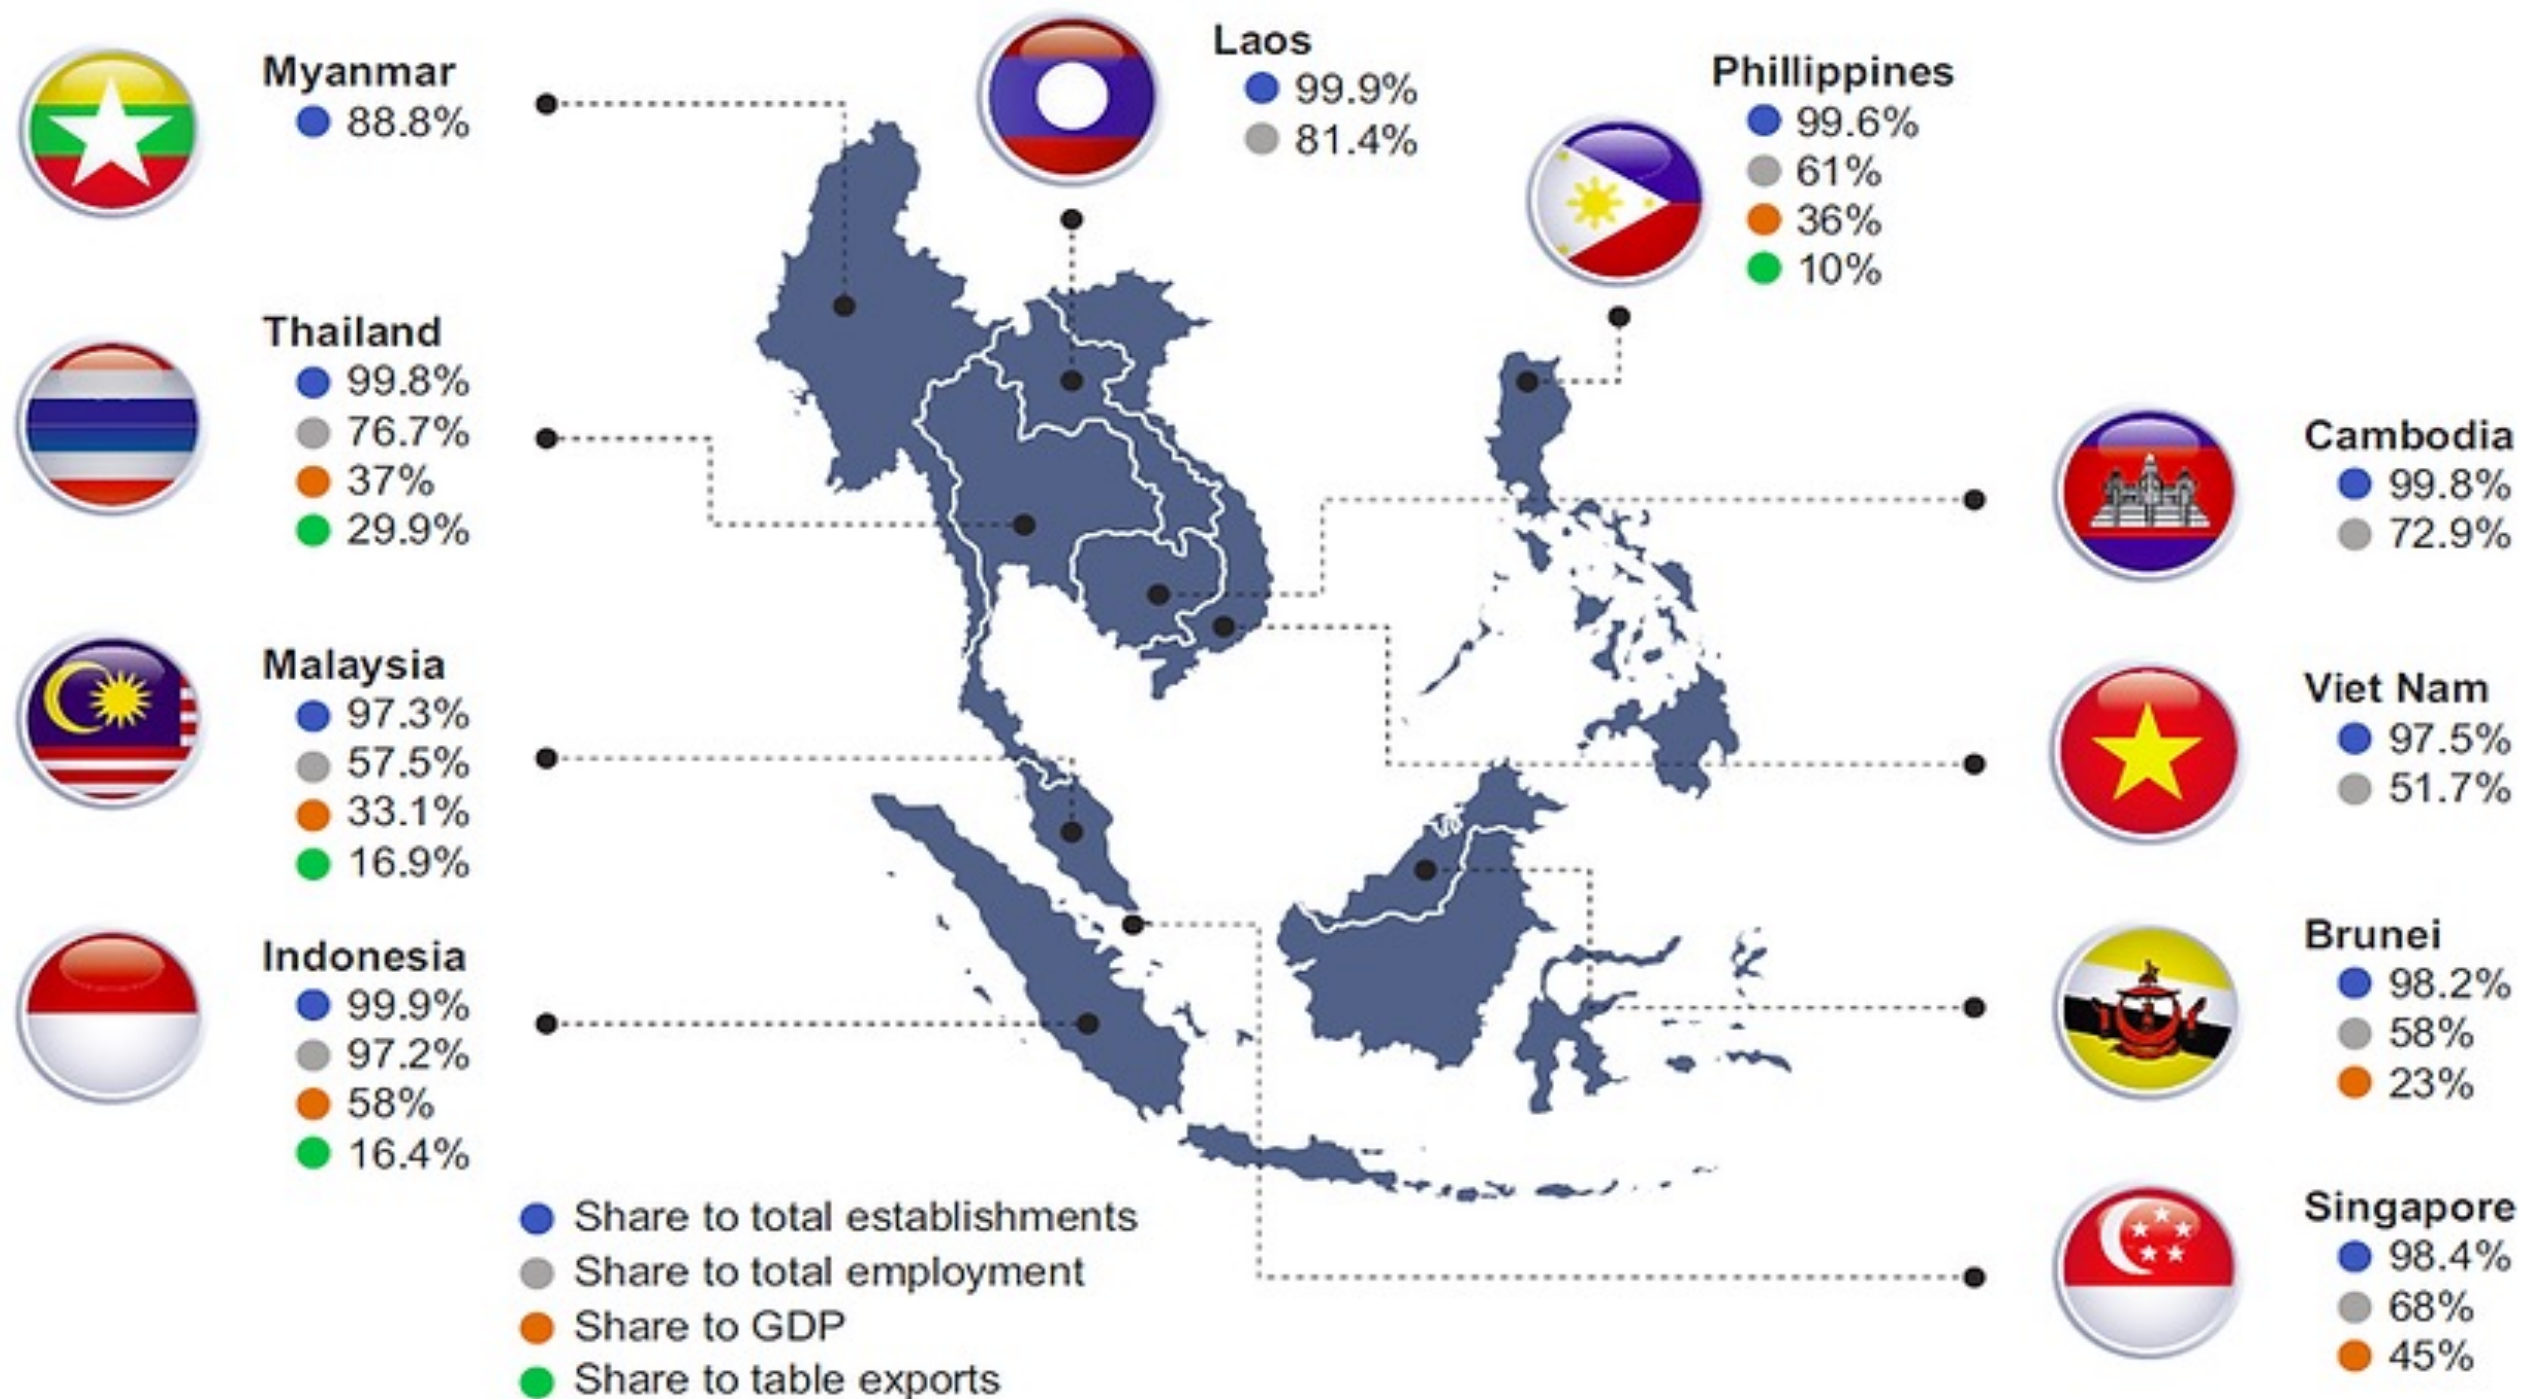 Myanmar
88.8%
Thailand
99.8%
76.7%
37%
29.9%
Malaysia
97.3%
57.5%
33.1%
16.9%
Indonesia
99.9%
97.2%
58%
16.4%
Laos
99.9%
81.4%
Phillippines
99.6%
61%
36%
10%
Cambodia
99.8%
72.9%
Viet Nam
97.5%
51.7%
Brunei
98.2%
58%
23%
Singapore
98.4%
68%
45%
Share to total establishments
Share to total employment
Share to GDP
Share to table exports